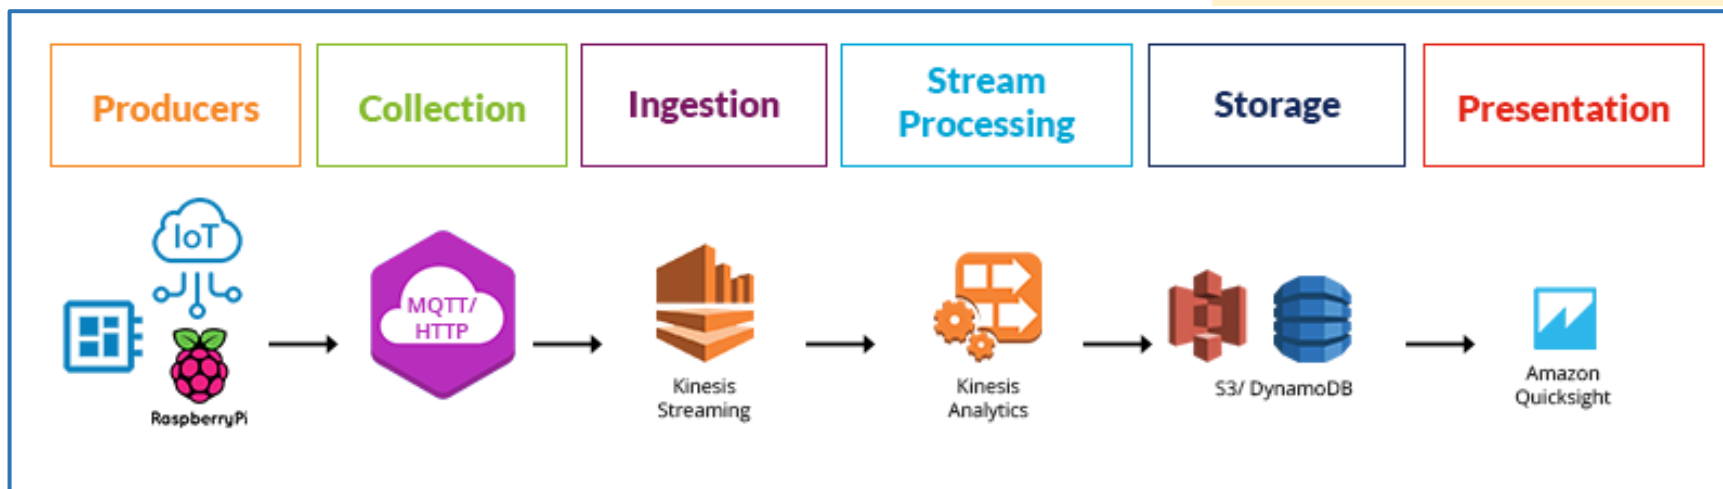 Producers
Collection
Ingestion
Stream
Processing
Storage
Presentation
IoT
RaspberryPi
MQTT/
HTTP
Kinesis
Streaming
Kinesis
Analytics
S3/ DynamoDB
Amazon
Quicksight